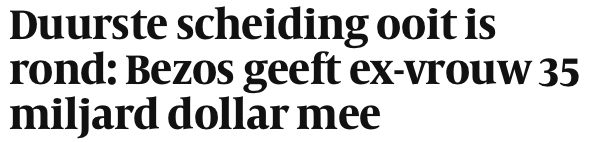 Duurste scheiding ooit is
rond: Bezos geeft ex-vrouw 35
miljard dollar mee